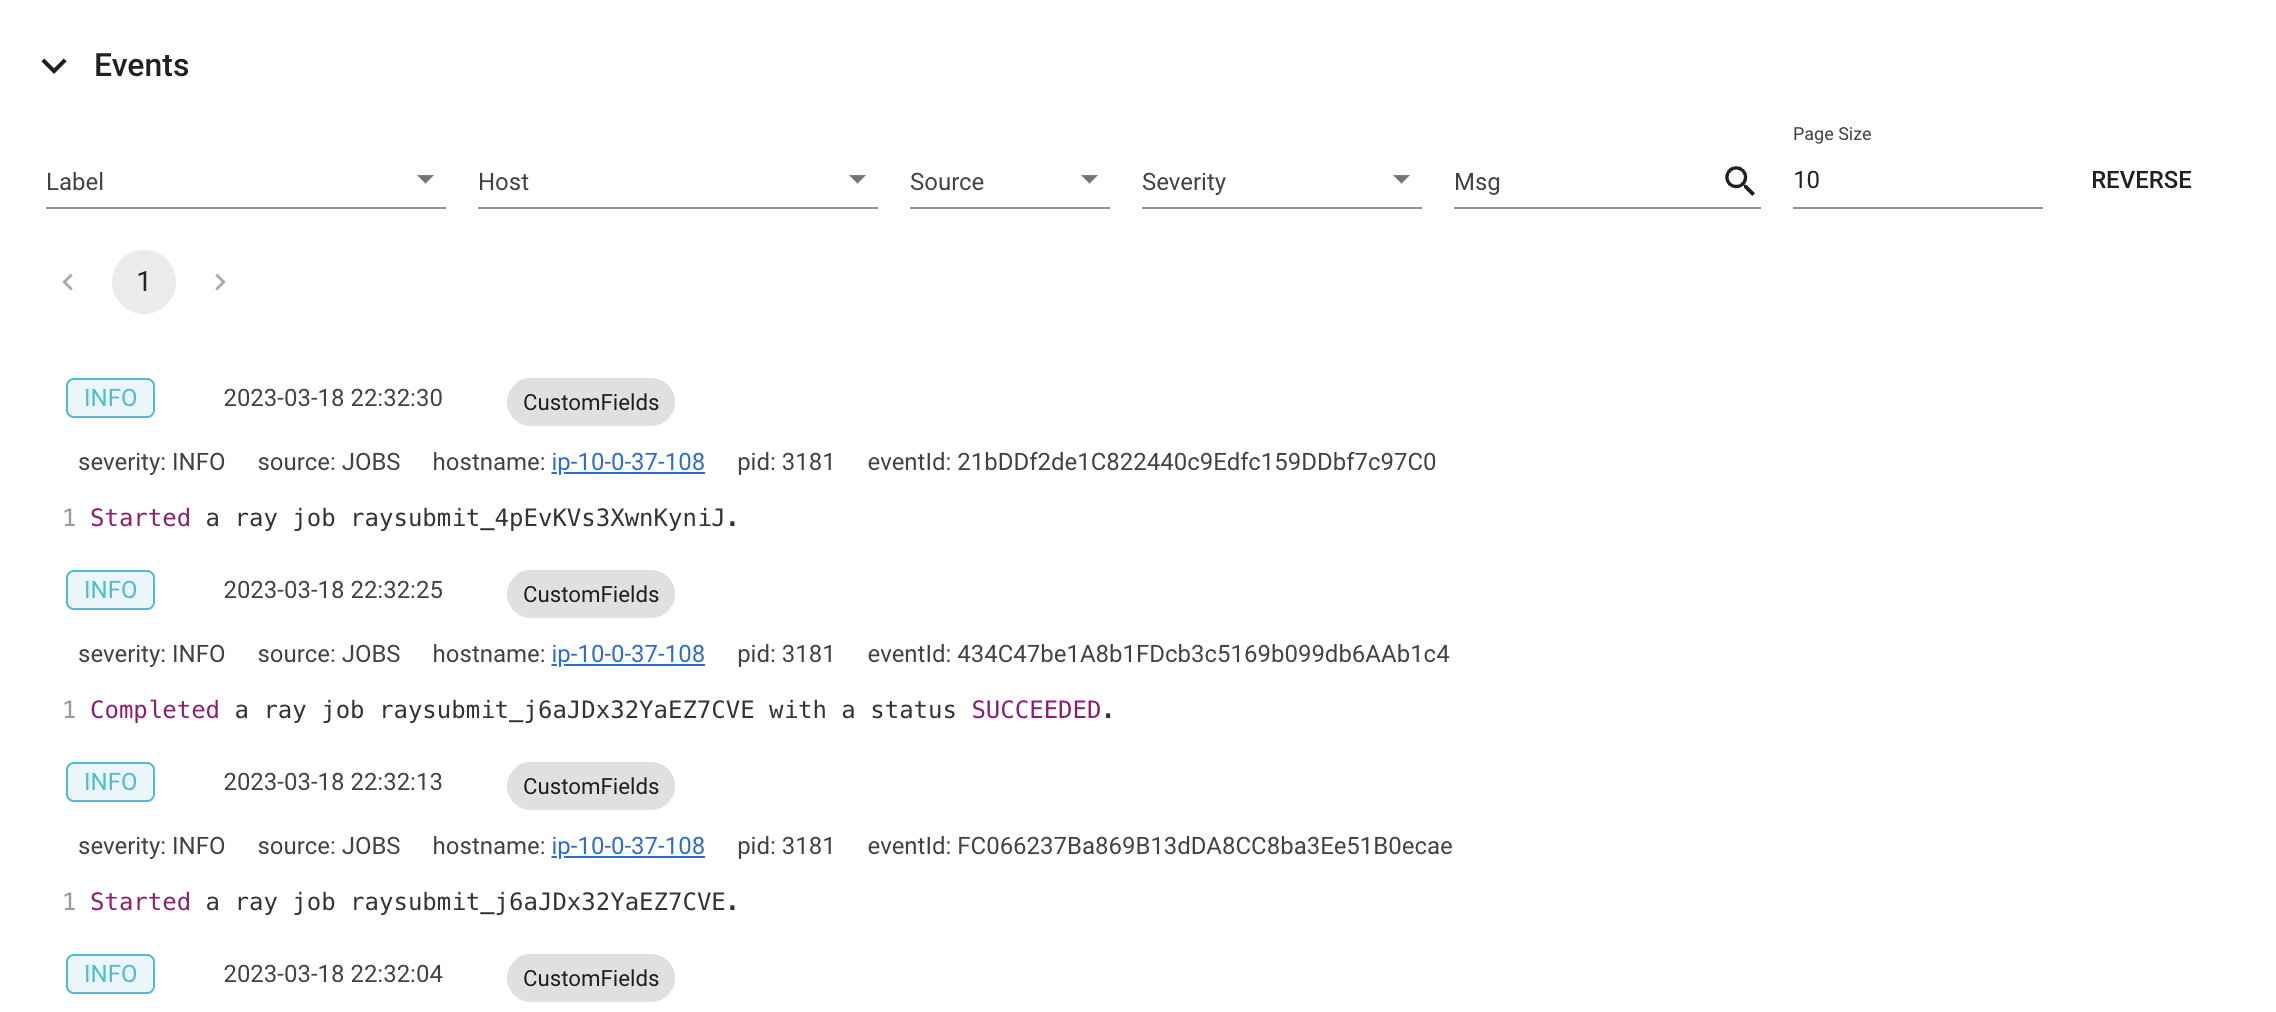 Events
Page Size
Label Host Source Severity Msg 10 REVERSE
1
INFO 2023-03-18 22:32:30 CustomFields
severity: INFO source: JOBS hostname: ip-10-0-37-108 pid: 3181 eventId: 21bDDf2de1C822440c9Edfc159DDbf7c97C0
1 Started a ray job raysubmit_4pEvKVs3XwnKyniJ.
INFO 2023-03-18 22:32:25 CustomFields
severity: INFO source: JOBS hostname: ip-10-0-37-108 pid: 3181 eventId: 434C47be1A8b1FDcb3c5169b099db6AAb1c4
1 Completed a ray job raysubmit_j6aJDx32YaEZ7CVE with a status SUCCEEDED.
INFO 2023-03-18 22:32:13 CustomFields
severity: INFO source: JOBS hostname: ip-10-0-37-108 pid: 3181 eventId: FC066237Ba869B13dDA8CC8ba3Ee51B0ecae
1 Started a ray job raysubmit_j6aJDx32YaEZ7CVE.
INFO 2023-03-18 22:32:04 CustomFields